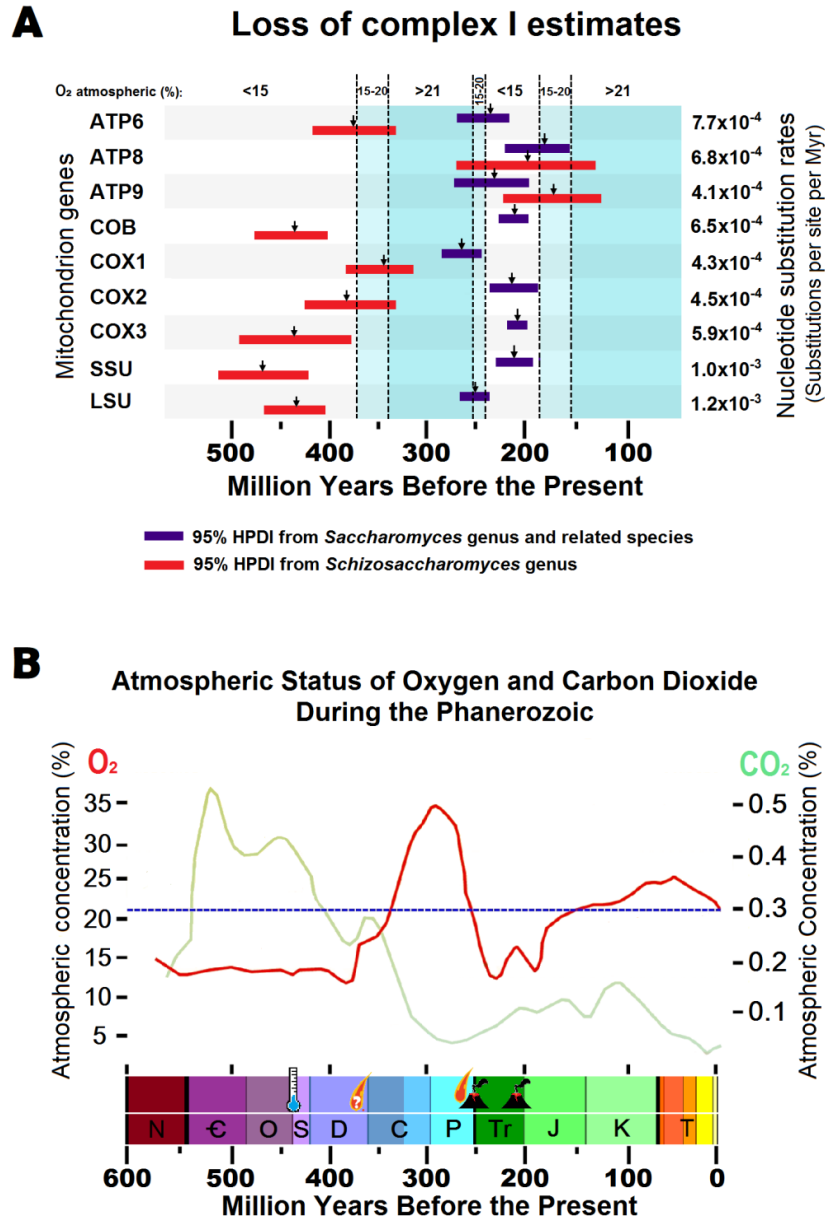 A
Loss of complex I estimates
O₂ atmospheric (%): <15 15-20 >21 15-20 <15 15-20 >21
Mitochondrion genes
ATP6 7.7x10⁻⁴
ATP8 6.8x10⁻⁴
ATP9 4.1x10⁻⁴
COB 6.5x10⁻⁴
COX1 4.3x10⁻⁴
COX2 4.5x10⁻⁴
COX3 5.9x10⁻⁴
SSU 1.0x10⁻³
LSU 1.2x10⁻³
Nucleotide substitution rates
(Substitutions per site per Myr)
500 400 300 200 100
Million Years Before the Present
95% HPDI from Saccharomyces genus and related species
95% HPDI from Schizosaccharomyces genus
B
Atmospheric Status of Oxygen and Carbon Dioxide
During the Phanerozoic
O₂ CO₂
Atmospheric concentration (%)
35
30
25
20
15
10
5
0.5
0.4
0.3
0.2
0.1
Atmospheric Concentration (%)
?
N Є O S D C P Tr J K T
600 500 400 300 200 100 0
Million Years Before the Present